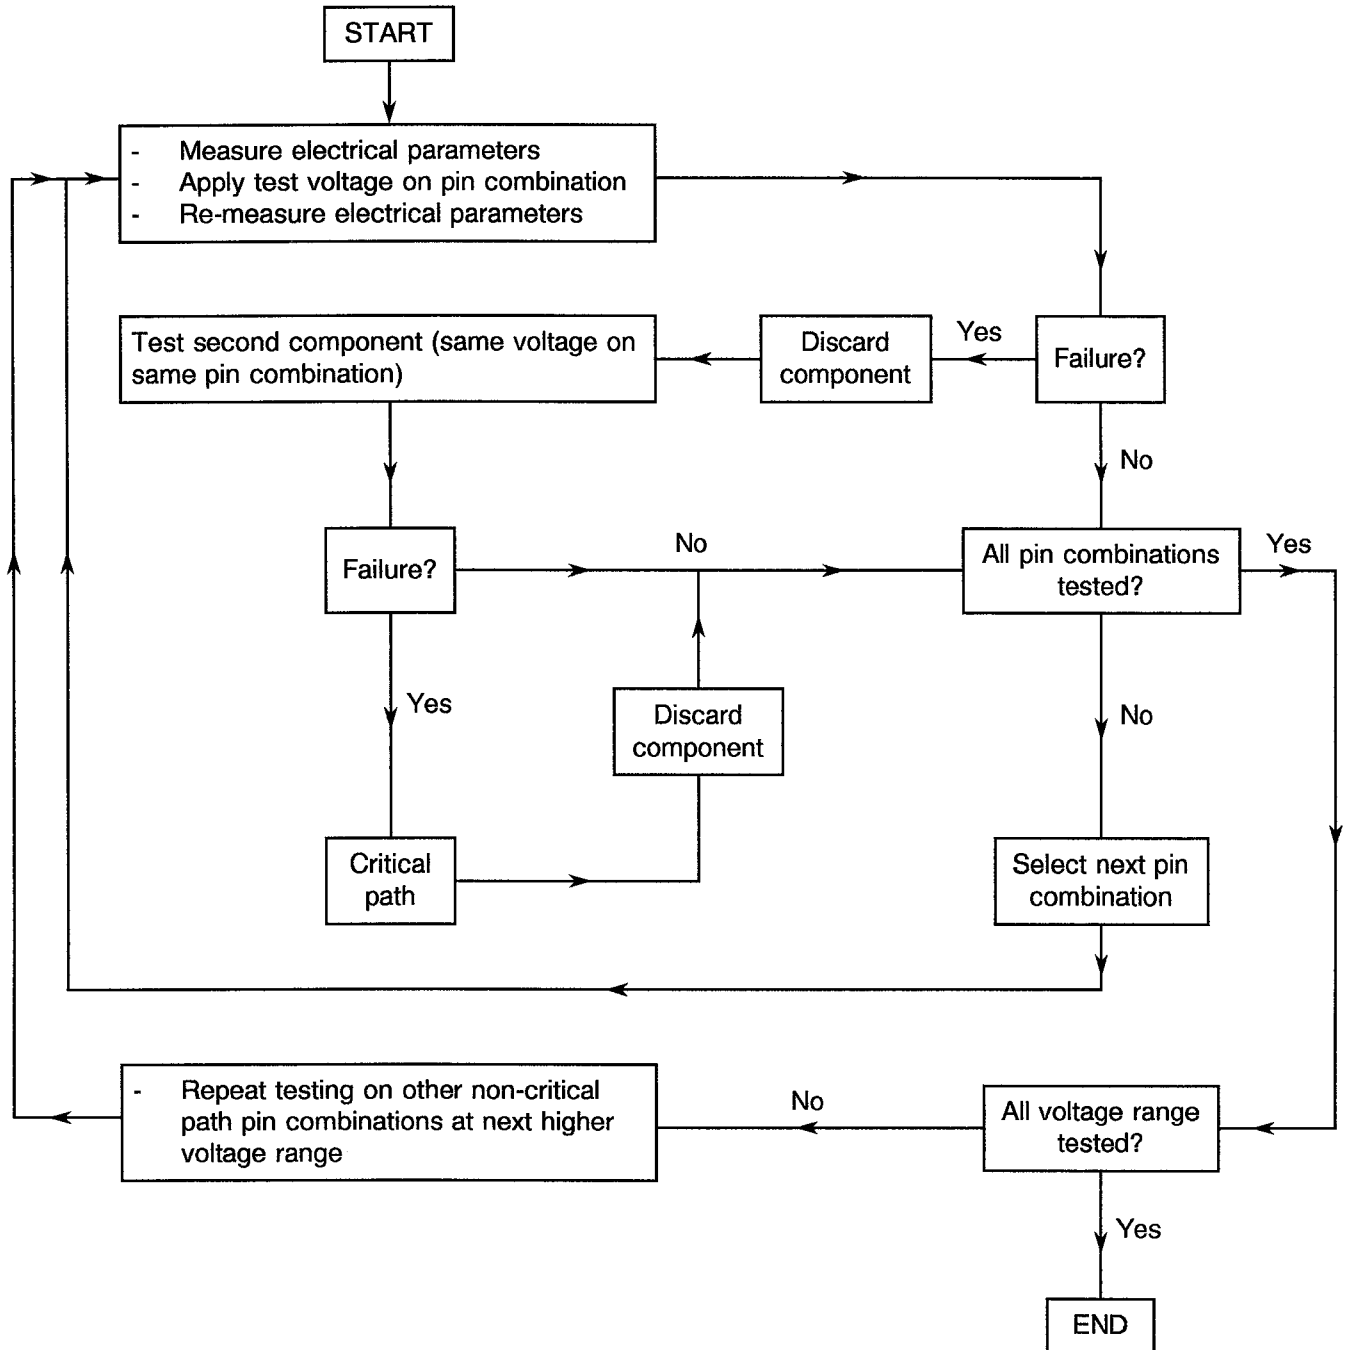 START
- Measure electrical parameters
- Apply test voltage on pin combination
- Re-measure electrical parameters
Test second component (same voltage on
same pin combination)
Discard
component
Yes
Failure?
No
Failure?
No
All pin combinations
tested?
Yes
Yes
Discard
component
No
Critical
path
Select next pin
combination
- Repeat testing on other non-critical
path pin combinations at next higher
voltage range
No
All voltage range
tested?
Yes
END